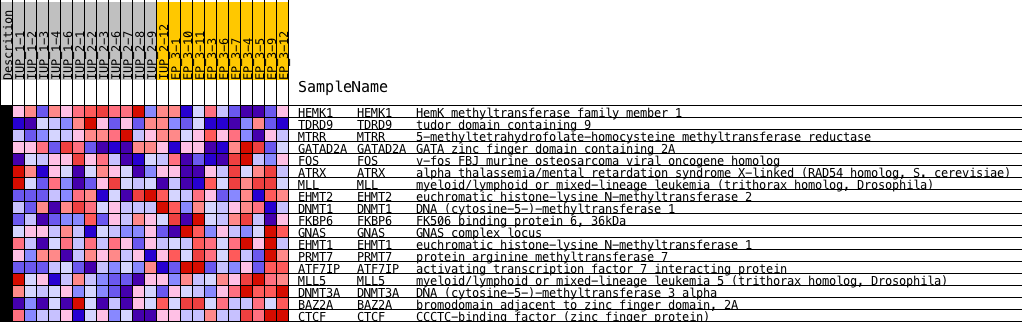 Descrition
IUP_1-1
IUP_1-2
IUP_1-3
IUP_1-4
IUP_1-6
IUP_2-1
IUP_2-2
IUP_2-3
IUP_2-6
IUP_2-7
IUP_2-8
IUP_2-9
IUP_2-12
EP_3-1
EP_3-10
EP_3-11
EP_3-3
EP_3-6
EP_3-7
EP_3-4
EP_3-5
EP_3-9
EP_3-12
SampleName
HEMK1 HEMK1 HemK methyltransferase family member 1
TDRD9 TDRD9 tudor domain containing 9
MTRR MTRR 5-methyltetrahydrofolate-homocysteine methyltransferase reductase
GATAD2A GATAD2A GATA zinc finger domain containing 2A
FOS FOS v-fos FBJ murine osteosarcoma viral oncogene homolog
ATRX ATRX alpha thalassemia/mental retardation syndrome X-linked (RAD54 homolog, S. cerevisiae)
MLL MLL myeloid/lymphoid or mixed-lineage leukemia (trithorax homolog, Drosophila)
EHMT2 EHMT2 euchromatic histone-lysine N-methyltransferase 2
DNMT1 DNMT1 DNA (cytosine-5-)-methyltransferase 1
FKBP6 FKBP6 FK506 binding protein 6, 36kDa
GNAS GNAS GNAS complex locus
EHMT1 EHMT1 euchromatic histone-lysine N-methyltransferase 1
PRMT7 PRMT7 protein arginine methyltransferase 7
ATF7IP ATF7IP activating transcription factor 7 interacting protein
MLL5 MLL5 myeloid/lymphoid or mixed-lineage leukemia 5 (trithorax homolog, Drosophila)
DNMT3A DNMT3A DNA (cytosine-5-)-methyltransferase 3 alpha
BAZ2A BAZ2A bromodomain adjacent to zinc finger domain, 2A
CTCF CTCF CCCTC-binding factor (zinc finger protein)